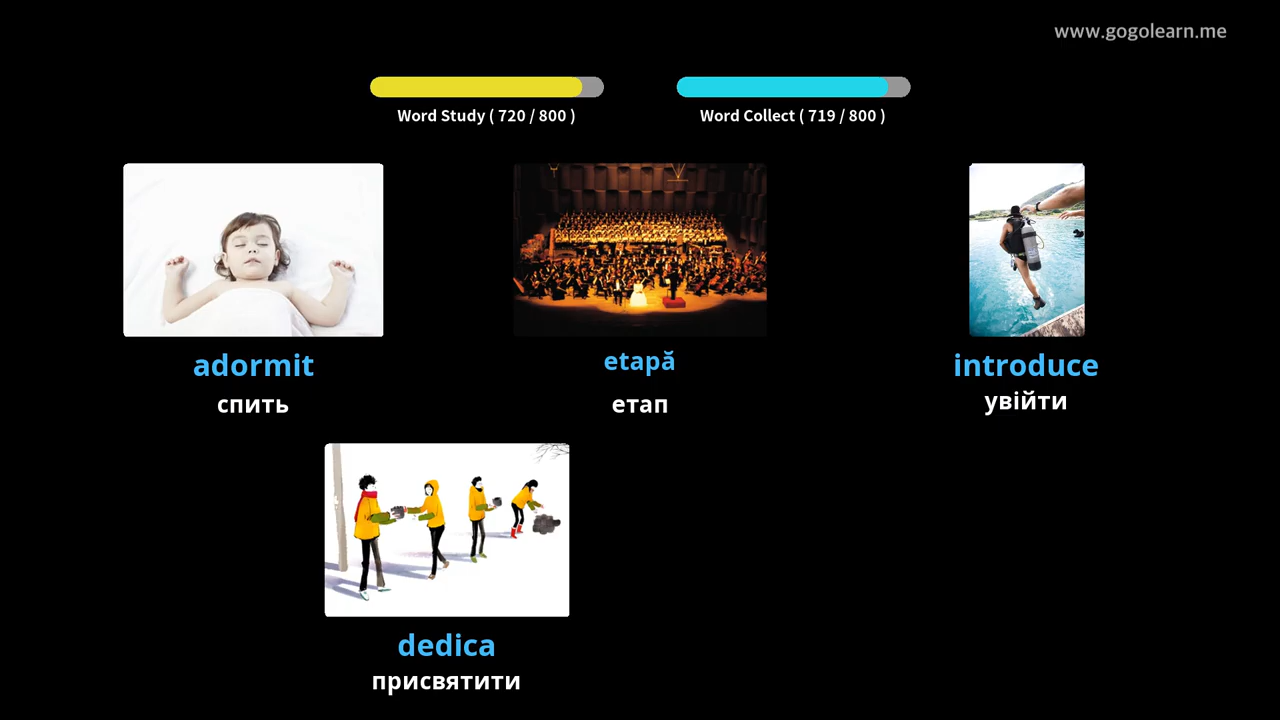 www.gogolearn.me
Word Study ( 720 / 800 )
Word Collect ( 719 / 800 )
adormit
спить
etapă
етап
introduce
увійти
dedica
присвятити